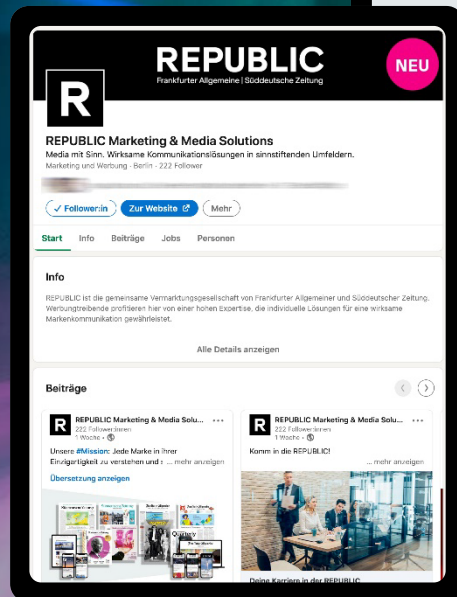 REPUBLIC
Frankfurter Allgemeine | Süddeutsche Zeitung
NEU
R
REPUBLIC Marketing & Media Solutions
Media mit Sinn. Wirksame Kommunikationslösungen in sinnstiftenden Umfeldern.
Marketing und Werbung · Berlin · 222 Follower
✓ Follower:in Zur Website Mehr
Start Info Beiträge Jobs Personen
Info
REPUBLIC ist die gemeinsame Vermarktungsgesellschaft von Frankfurter Allgemeiner und Süddeutscher Zeitung.
Werbungtreibende profitieren hier von einer hohen Expertise, die individuelle Lösungen für eine wirksame
Markenkommunikation gewährleistet.
Alle Details anzeigen
Beiträge
R
REPUBLIC Marketing & Media Solu...
222 Follower:innen
1 Woche •
Unsere #Mission: Jede Marke in ihrer
Einzigartigkeit zu verstehen und ... mehr anzeigen
Übersetzung anzeigen
Quarterly
R
REPUBLIC Marketing & Media Solu...
222 Follower:innen
1 Woche •
Komm in die REPUBLIC!
... mehr anzeigen
Deine Karriere in der REPUBLIC